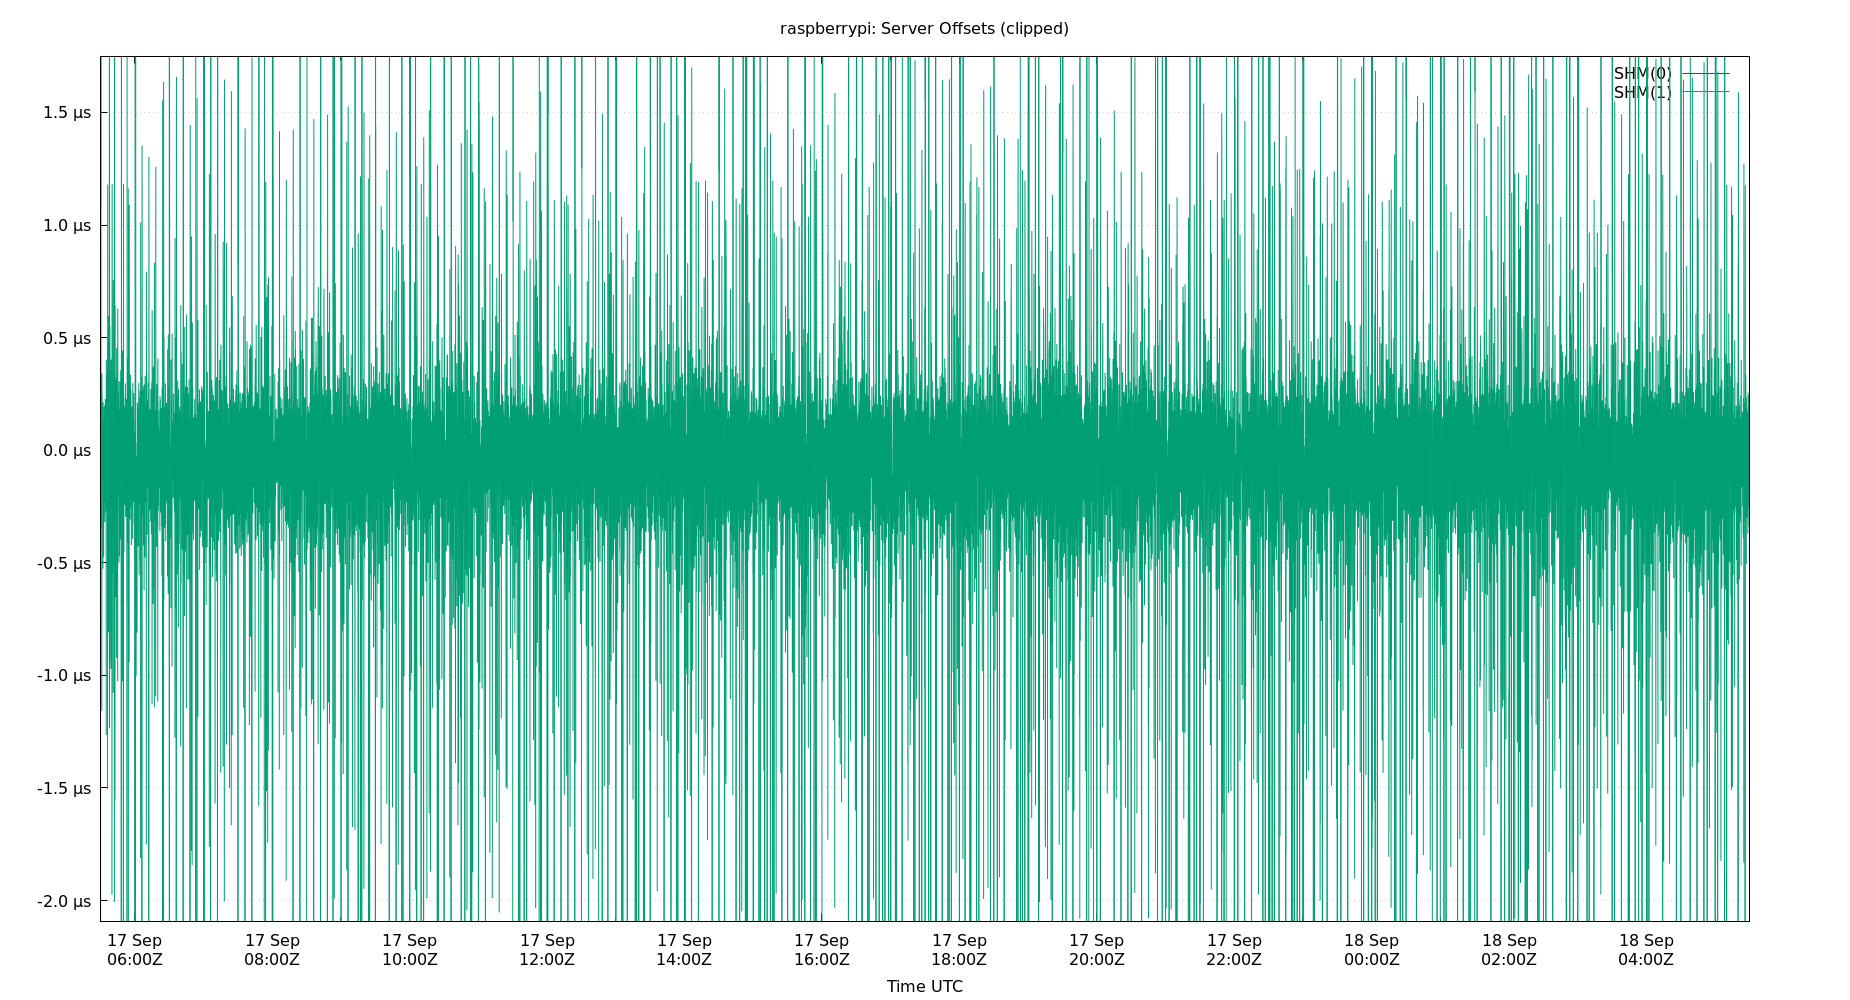 raspberrypi: Server Offsets (clipped)
SHM(0)
SHM(1)
1.5 µs
1.0 µs
0.5 µs
0.0 µs
-0.5 µs
-1.0 µs
-1.5 µs
-2.0 µs
17 Sep 17 Sep 17 Sep 17 Sep 17 Sep 17 Sep 17 Sep 17 Sep 17 Sep 18 Sep 18 Sep 18 Sep
06:00Z 08:00Z 10:00Z 12:00Z 14:00Z 16:00Z 18:00Z 20:00Z 22:00Z 00:00Z 02:00Z 04:00Z
Time UTC